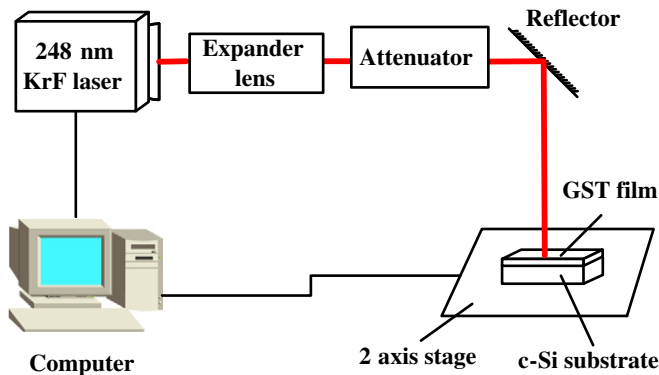 Reflector
248 nm
KrF laser
Expander
lens
Attenuator
GST film
2 axis stage
c-Si substrate
Computer